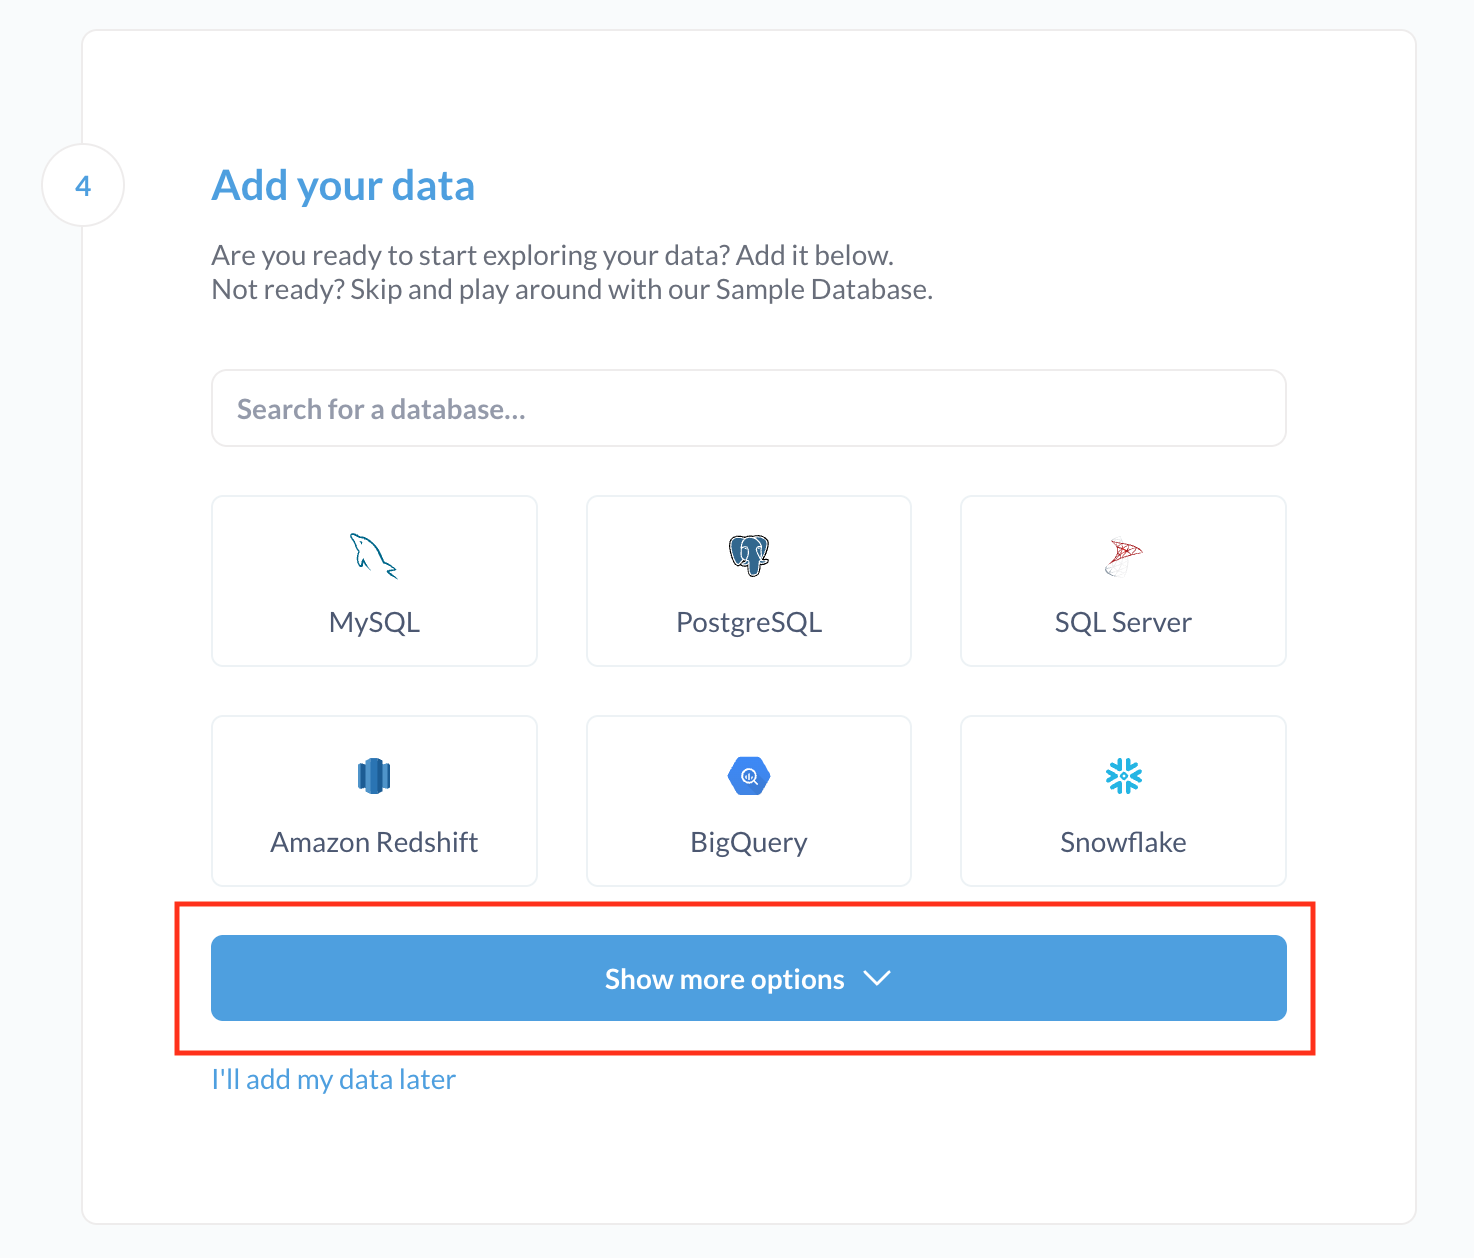 4
Add your data
Are you ready to start exploring your data? Add it below.
Not ready? Skip and play around with our Sample Database.
Search for a database...
MySQL
PostgreSQL
SQL Server
Amazon Redshift
BigQuery
Snowflake
Show more options
I'll add my data later